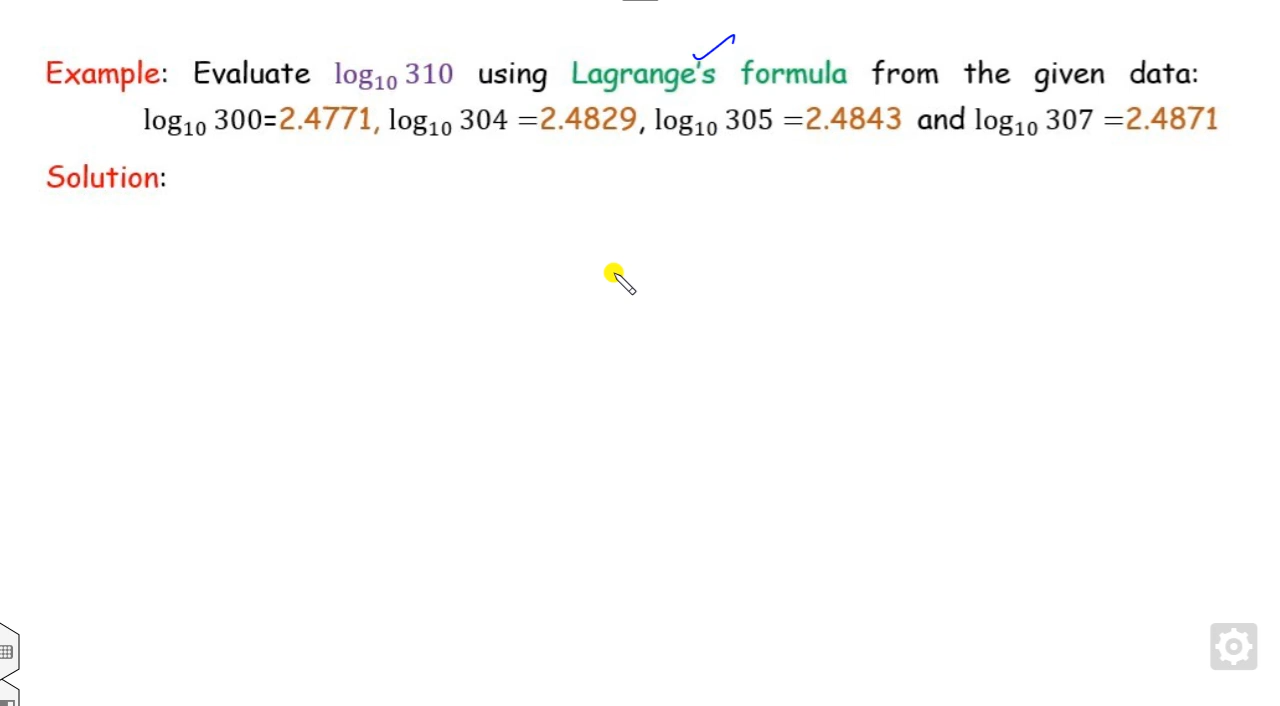 Example: Evaluate log₁₀ 310 using Lagrange's formula from the given data:
log₁₀ 300=2.4771, log₁₀ 304 =2.4829, log₁₀ 305 =2.4843 and log₁₀ 307 =2.4871
Solution: